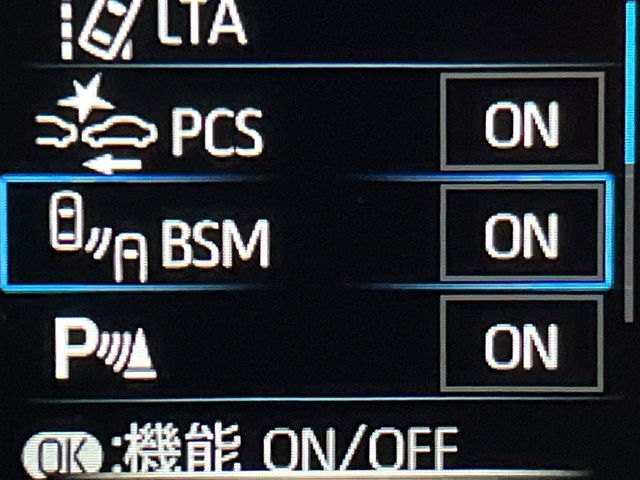 LTA
PCS ON
BSM ON
P ON
OK :機能 ON/OFF